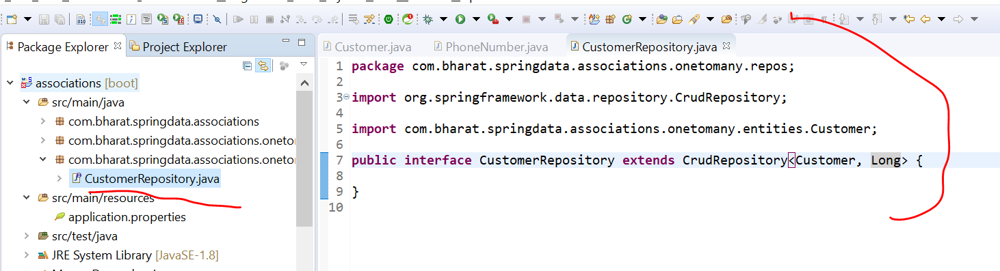 Package Explorer
Project Explorer
Customer.java
PhoneNumber.java
CustomerRepository.java
associations [boot]
src/main/java
com.bharat.springdata.associations
com.bharat.springdata.associations.oneto
com.bharat.springdata.associations.oneto
CustomerRepository.java
src/main/resources
application.properties
src/test/java
JRE System Library [JavaSE-1.8]
1 package com.bharat.springdata.associations.onetomany.repos;
2
3 import org.springframework.data.repository.CrudRepository;
4
5 import com.bharat.springdata.associations.onetomany.entities.Customer;
6
7 public interface CustomerRepository extends CrudRepository<Customer, Long> {
8
9 }
10